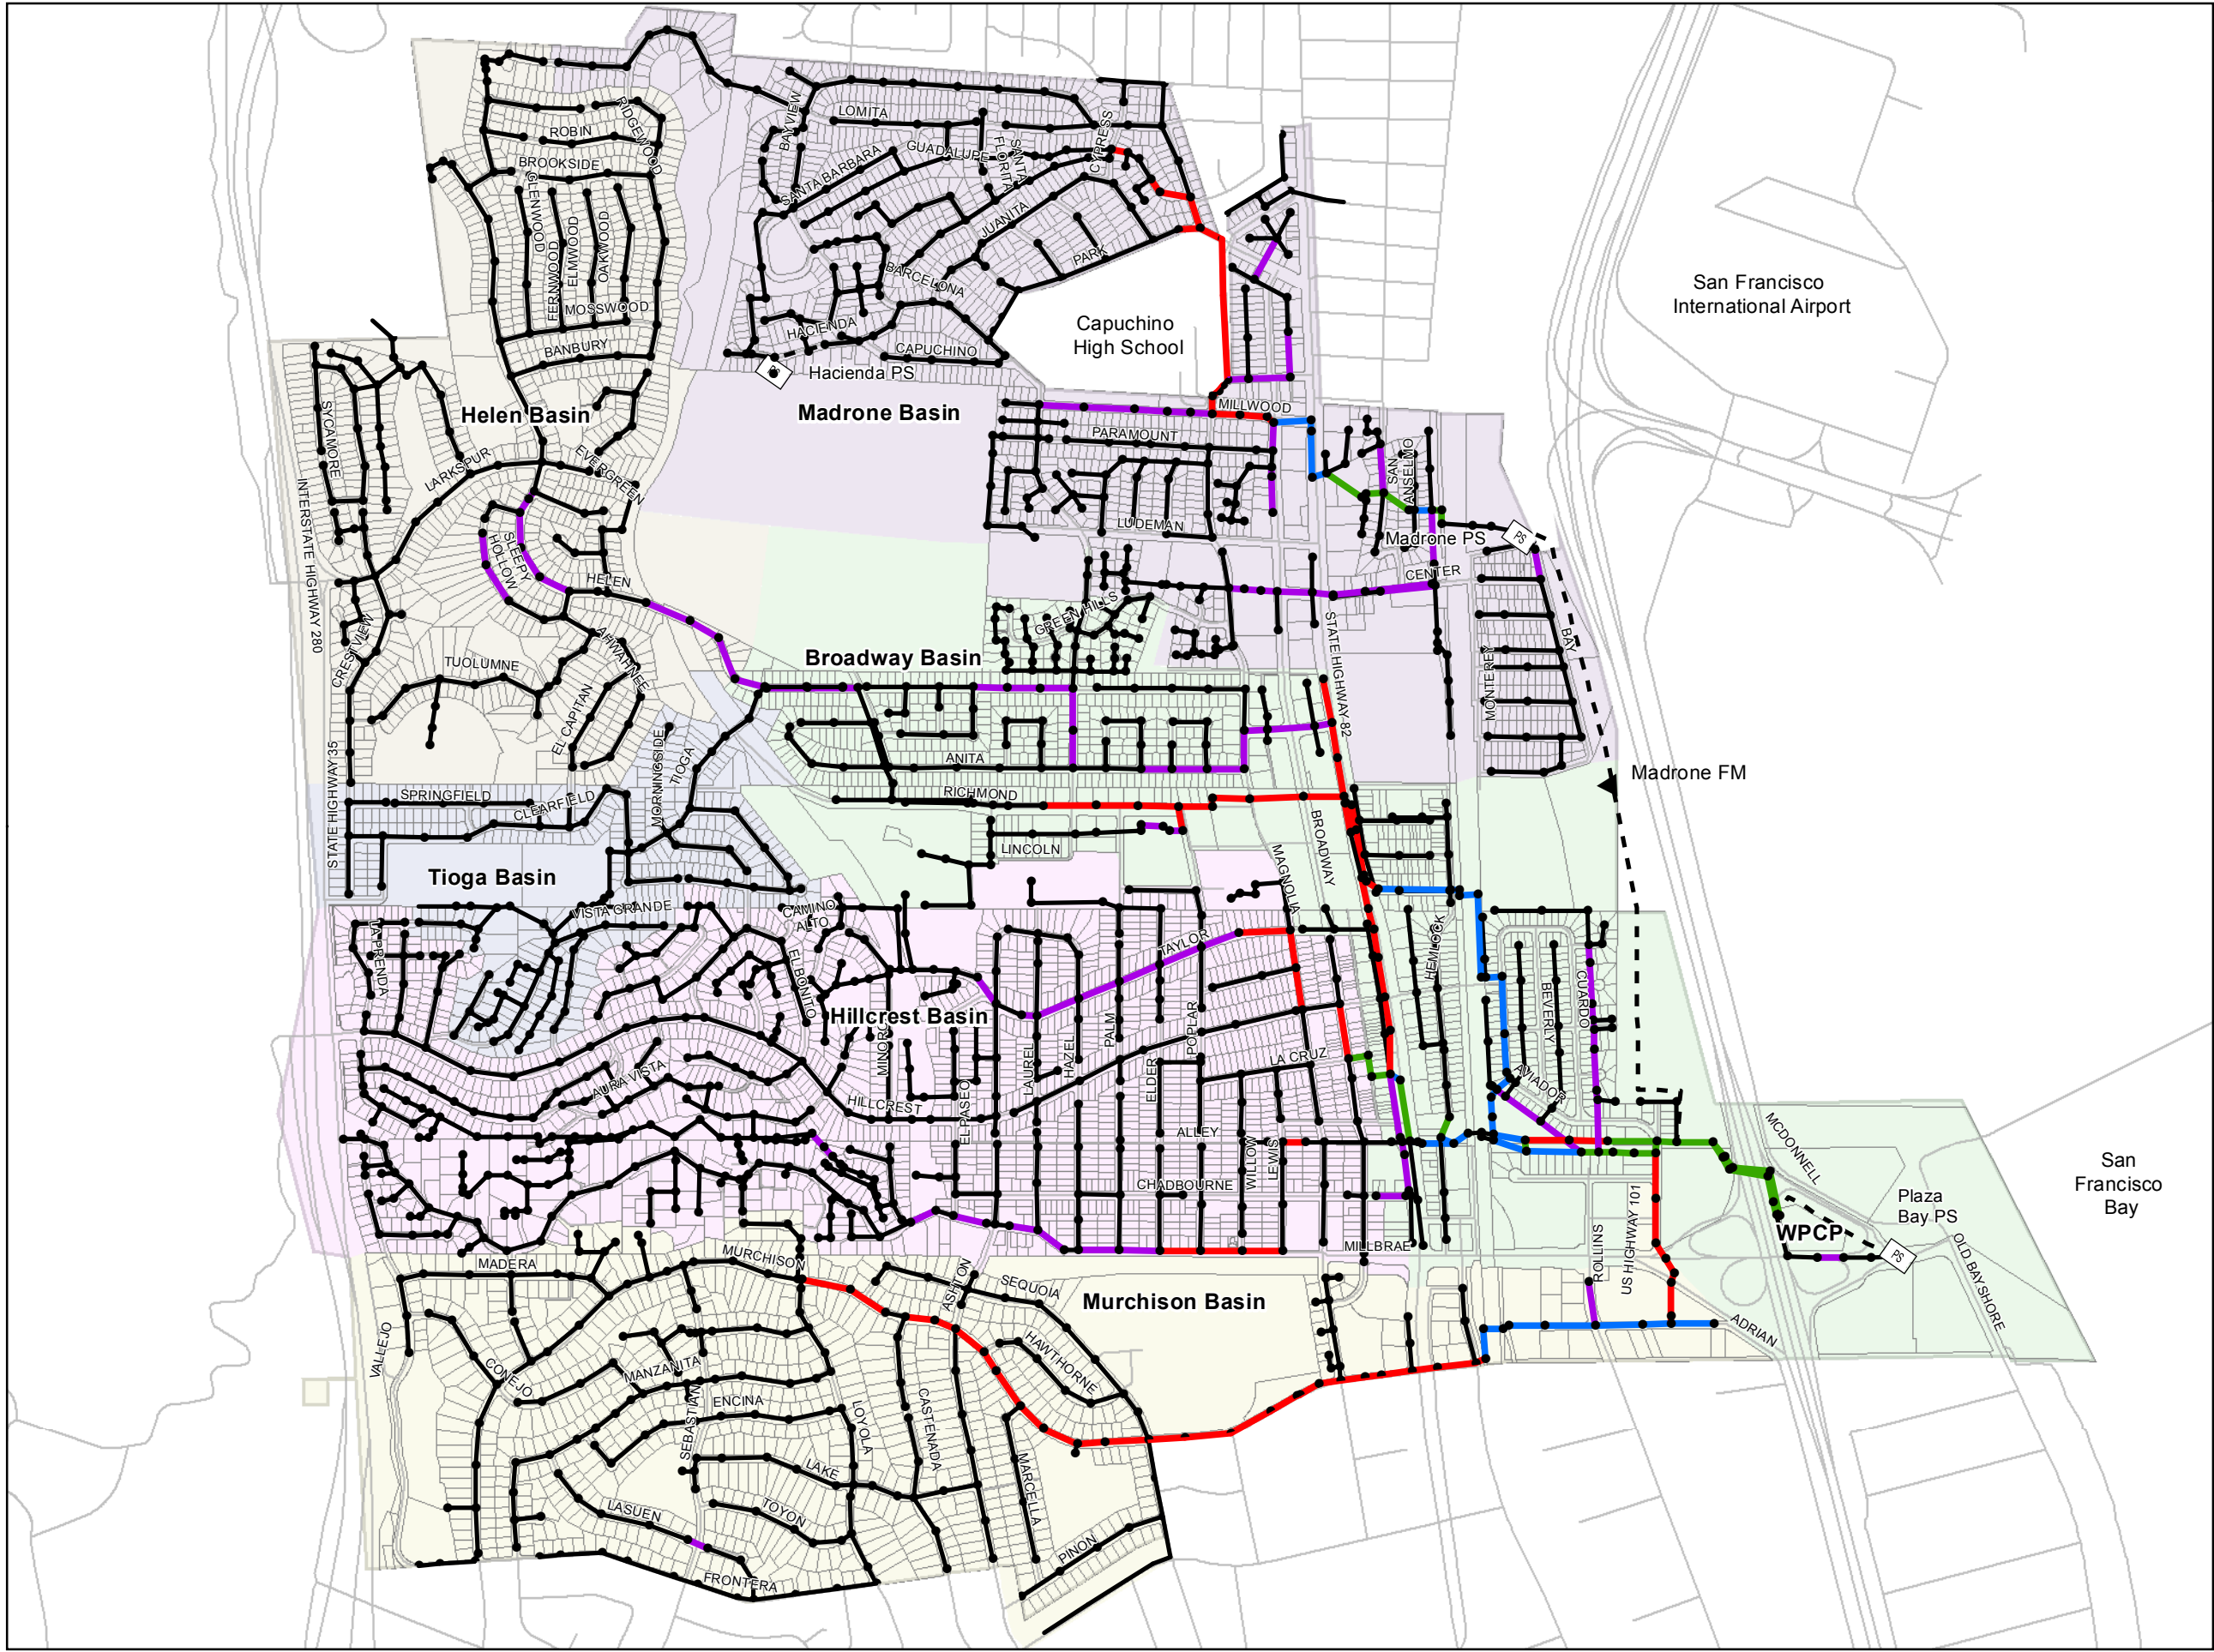 RIDGEWOOD
ROBIN
BROOKSIDE
GLENWOOD
FERNWOOD
ELMWOOD
OAKWOOD
MOSSWOOD
BANBURY
BAYVIEW
LOMITA
CYPRESS
GUADALUPE
SANTA
FLORITA
SANTA BARBARA
JUANITA
PARK
BARCELONA
HACIENDA
CAPUCHINO
PS
Hacienda PS
Capuchino
High School
San Francisco
International Airport
Helen Basin
Madrone Basin
MILLWOOD
PARAMOUNT
SYCAMORE
LARKSPUR
EVERGREEN
SAN
ANSELMO
LUDEMAN
Madrone PS
PS
INTERSTATE HIGHWAY 280
SLEEPY
HOLLOW
HELEN
CENTER
GREEN HILLS
STATE HIGHWAY 82
BAY
CRESTVIEW
TUOLUMNE
AHWAHNEE
Broadway Basin
MONTEREY
EL CAPITAN
STATE HIGHWAY 35
MORNINGSIDE
TIOGA
ANITA
Madrone FM
SPRINGFIELD
CLEARFIELD
RICHMOND
BROADWAY
LINCOLN
MAGNOLIA
Tioga Basin
VISTA GRANDE
CAMINO
ALTO
LA PRENDA
EL BONITO
TAYLOR
HEMLOCK
BEVERLY
CUARDO
Hillcrest Basin
MINORCA
PALM
POPLAR
LAUREL
HAZEL
ELDER
LA CRUZ
AURA VISTA
HILLCREST
EL PASEO
AVIADOR
ALLEY
WILLOW
LEWIS
CHADBOURNE
MCDONNELL
San
Francisco
Bay
Plaza
Bay PS
WPCP
PS
MILLBRAE
ROLLINS
US HIGHWAY 101
OLD BAYSHORE
MURCHISON
MADERA
ASHTON
SEQUOIA
Murchison Basin
ADRIAN
VALLEJO
CONEJO
MANZANITA
HAWTHORNE
SEBASTIAN
ENCINA
LOYOLA
CASTENADA
LAKE
MARCELLA
LASUEN
TOYON
PINON
FRONTERA